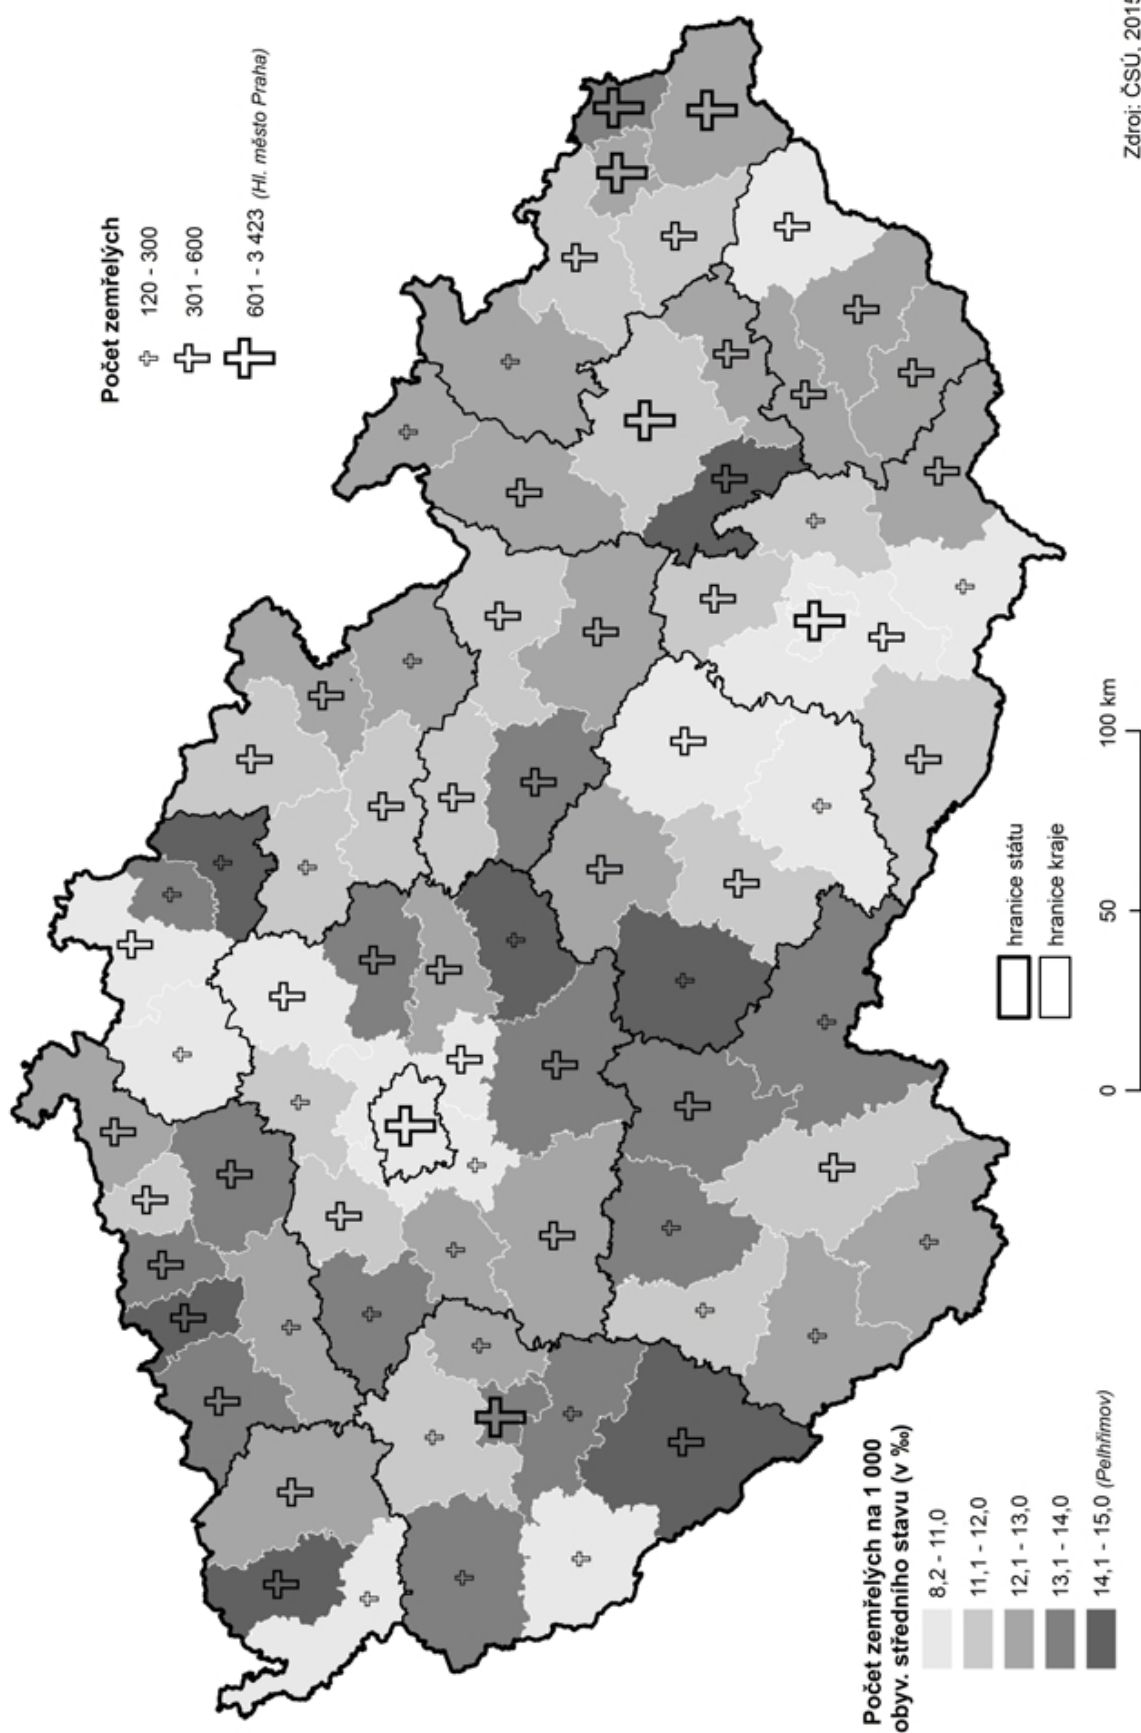 Počet zemřelých
120 - 300
301 - 600
601 - 3 423 (Hl. město Praha)
Počet zemřelých na 1 000
obyv. středního stavu (v ‰)
8,2 - 11,0
11,1 - 12,0
12,1 - 13,0
13,1 - 14,0
14,1 - 15,0 (Pelhřimov)
hranice státu
hranice kraje
0 50 100 km
Zdroj: ČSÚ, 2015